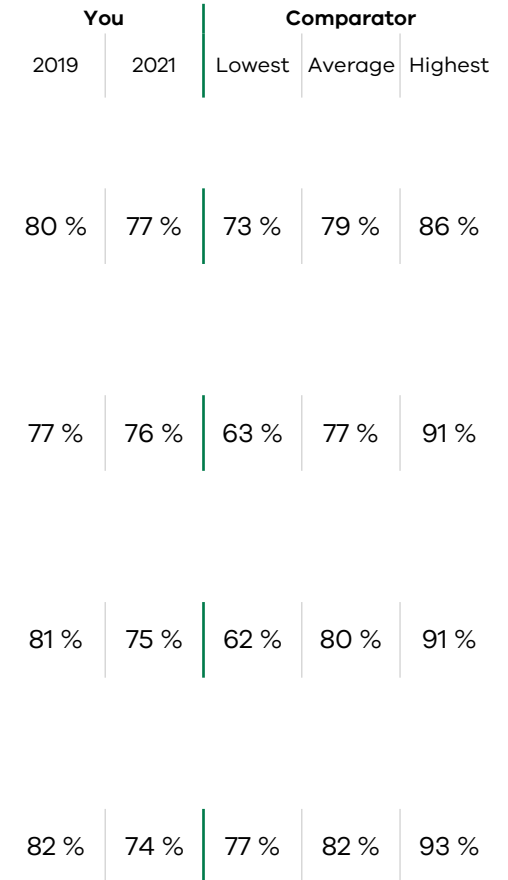 You Comparator
2019 2021 Lowest Average Highest
80 % 77 % 73 % 79 % 86 %
77 % 76 % 63 % 77 % 91 %
81 % 75 % 62 % 80 % 91 %
82 % 74 % 77 % 82 % 93 %